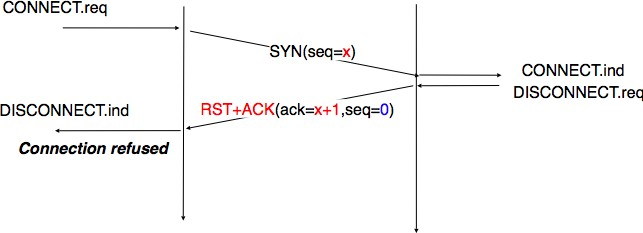 CONNECT.req
SYN(seq=x)
CONNECT.ind
DISCONNECT.req
RST+ACK(ack=x+1,seq=0)
DISCONNECT.ind
Connection refused